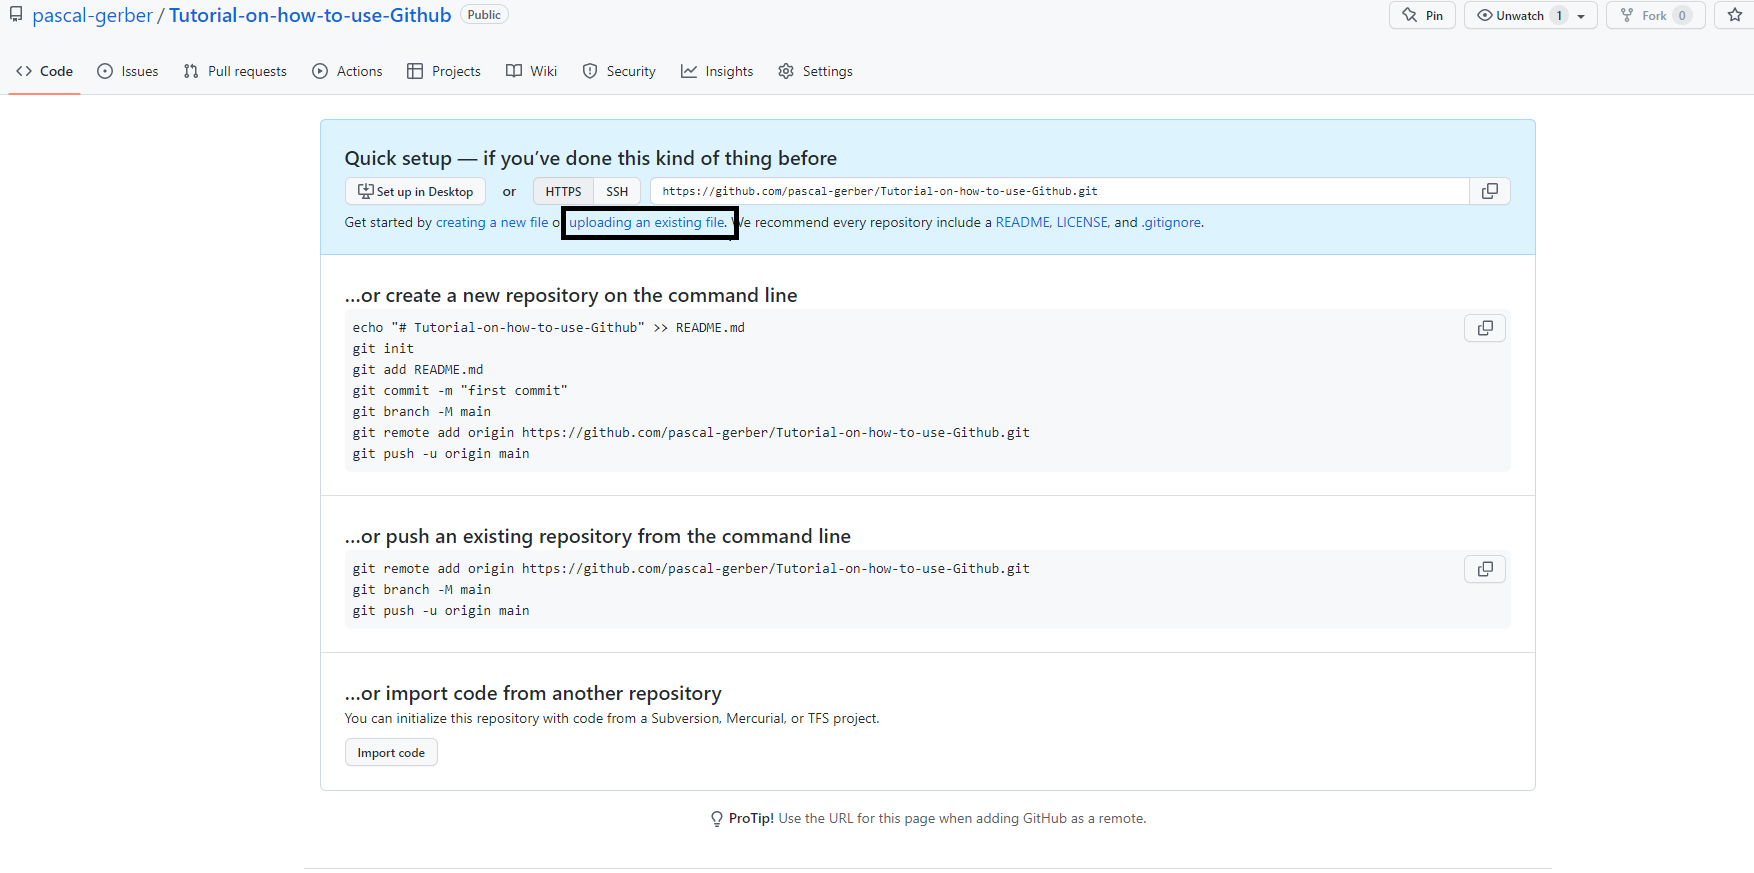 pascal-gerber / Tutorial-on-how-to-use-Github Public
Pin Unwatch 1 Fork 0
Code Issues Pull requests Actions Projects Wiki Security Insights Settings
Quick setup — if you've done this kind of thing before
Set up in Desktop or HTTPS SSH https://github.com/pascal-gerber/Tutorial-on-how-to-use-Github.git
Get started by creating a new file o uploading an existing file. We recommend every repository include a README, LICENSE, and .gitignore.
...or create a new repository on the command line
echo "# Tutorial-on-how-to-use-Github" >> README.md
git init
git add README.md
git commit -m "first commit"
git branch -M main
git remote add origin https://github.com/pascal-gerber/Tutorial-on-how-to-use-Github.git
git push -u origin main
...or push an existing repository from the command line
git remote add origin https://github.com/pascal-gerber/Tutorial-on-how-to-use-Github.git
git branch -M main
git push -u origin main
...or import code from another repository
You can initialize this repository with code from a Subversion, Mercurial, or TFS project.
Import code
ProTip! Use the URL for this page when adding GitHub as a remote.